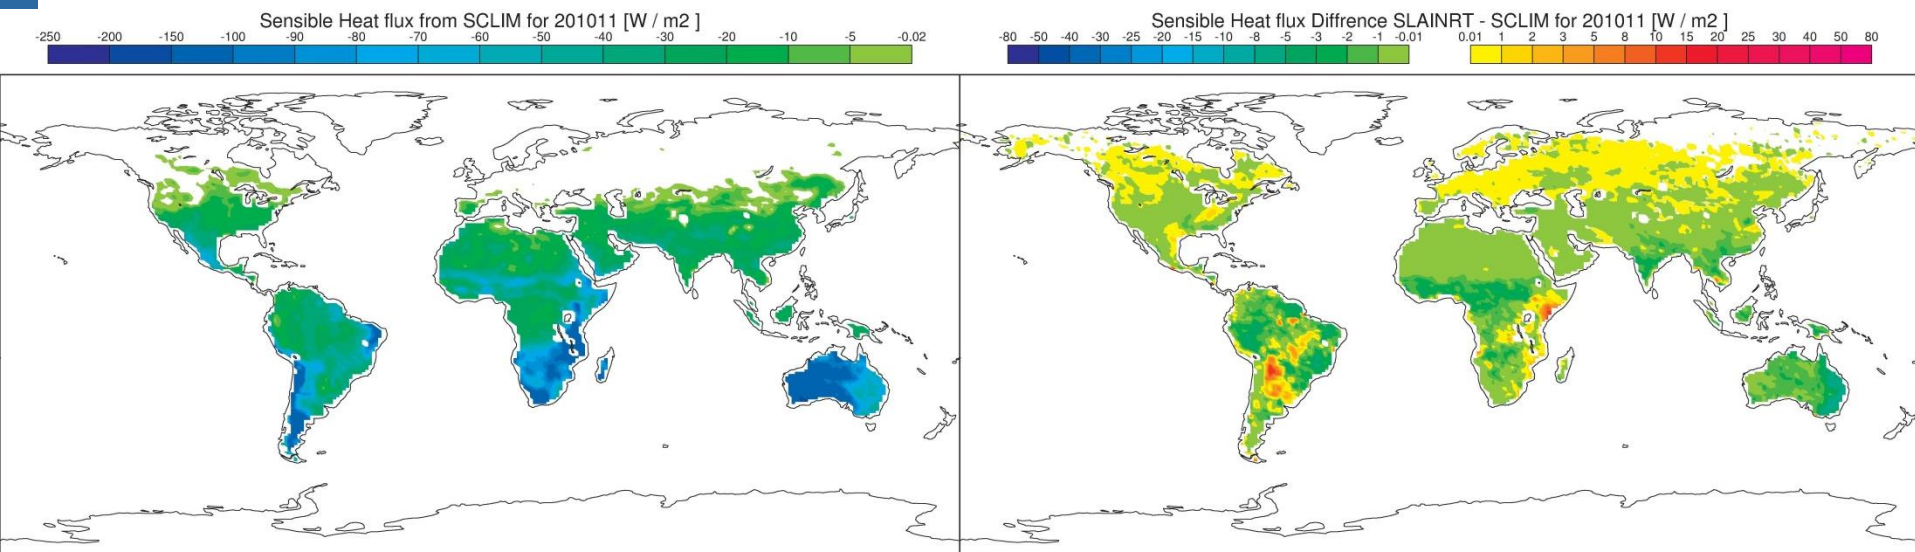 Sensible Heat flux from SCLIM for 201011 [W / m2 ]
-250 -200 -150 -100 -90 -80 -70 -60 -50 -40 -30 -20 -10 -5 -0.02
Sensible Heat flux Diffrence SLAINRT - SCLIM for 201011 [W / m2 ]
-80 -50 -40 -30 -25 -20 -15 -10 -8 -5 -3 -2 -1 -0.01 0.01 1 2 3 5 8 10 15 20 25 30 40 50 80